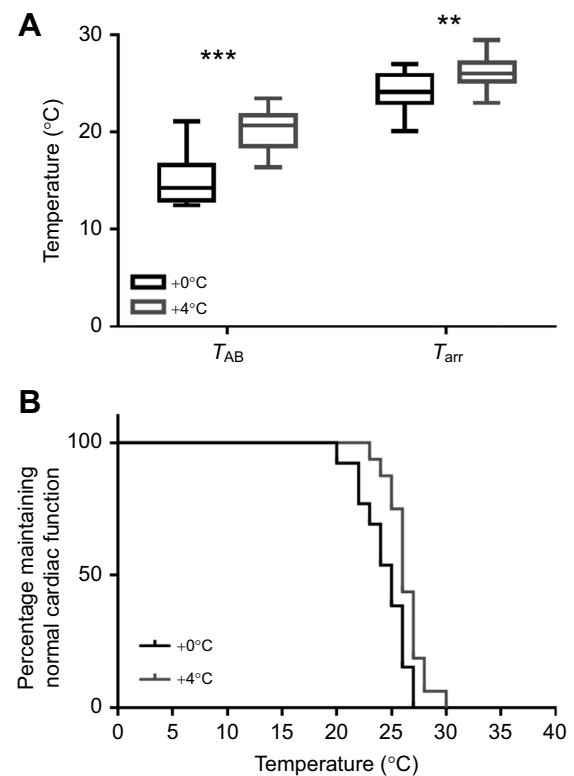 A
30
***
**
20
10
0
Temperature (°C)
+0°C
+4°C
TAB
Tarr
B
100
50
0
Percentage maintaining
normal cardiac function
+0°C
+4°C
0 5 10 15 20 25 30 35 40
Temperature (°C)